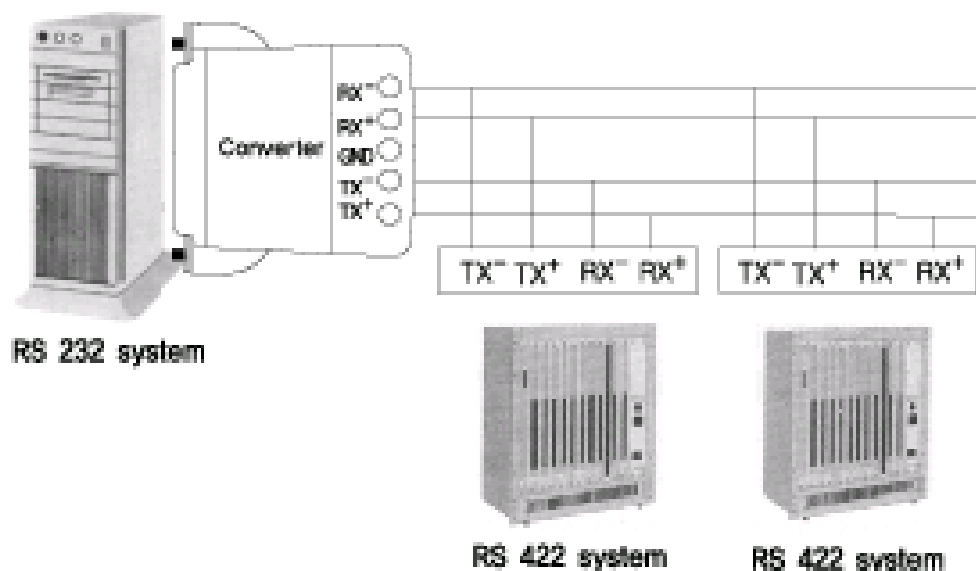 RX-
RX+
Converter
GND
TX-
TX+
TX- TX+ RX- RX+
TX- TX+ RX- RX+
RS 232 system
RS 422 system
RS 422 system